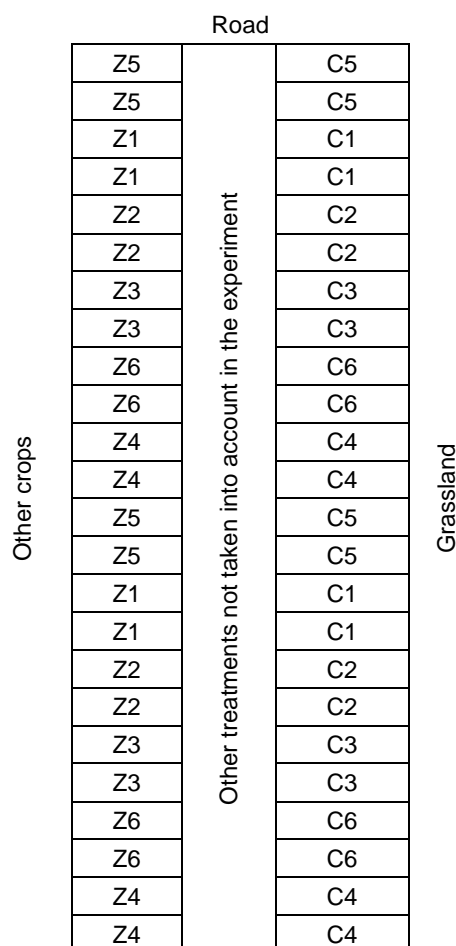 Road
Z5 C5
Z5 C5
Z1 C1
Z1 C1
Z2 C2
Z2 C2
Z3 C3
Z3 C3
Z6 C6
Z6 C6
Z4 C4
Z4 C4
Z5 C5
Z5 C5
Z1 C1
Z1 C1
Z2 C2
Z2 C2
Z3 C3
Z3 C3
Z6 C6
Z6 C6
Z4 C4
Z4 C4
Other crops
Other treatments not taken into account in the experiment
Grassland